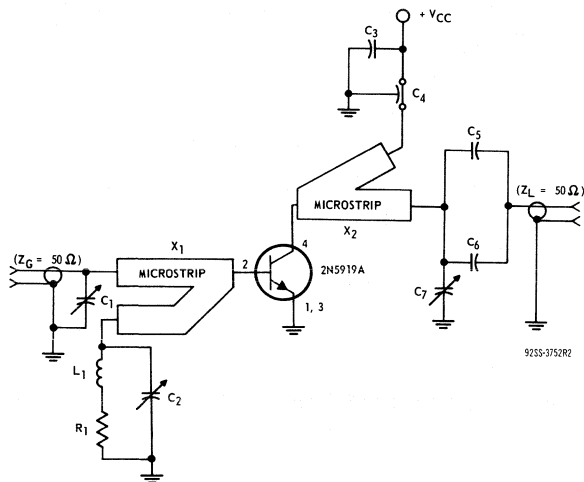 + VCC
C3
C4
C5
MICROSTRIP
X2
(ZL = 50 Ω)
C6
C7
4
2N5919A
X1
MICROSTRIP
2
(ZG = 50 Ω)
C1
1, 3
L1
C2
R1
92SS-3752R2